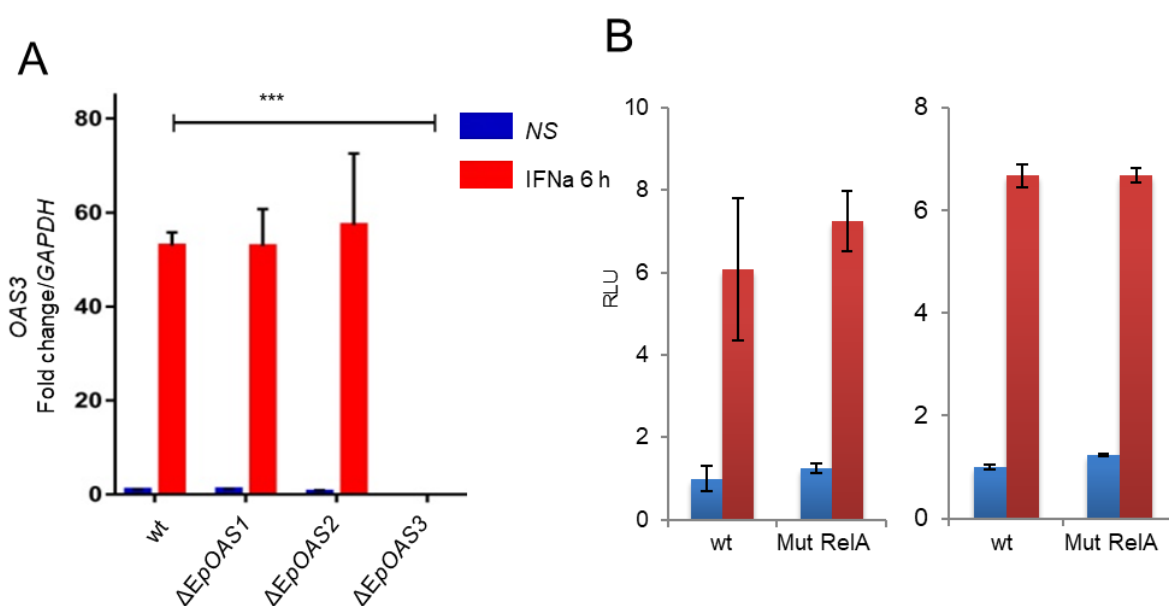 A
B
OAS3
Fold change/GAPDH
80
60
40
20
0
***
NS
IFNa 6 h
wt
ΔEpOAS1
ΔEpOAS2
ΔEpOAS3
RLU
10
8
6
4
2
0
wt
Mut RelA
8
6
4
2
0
wt
Mut RelA